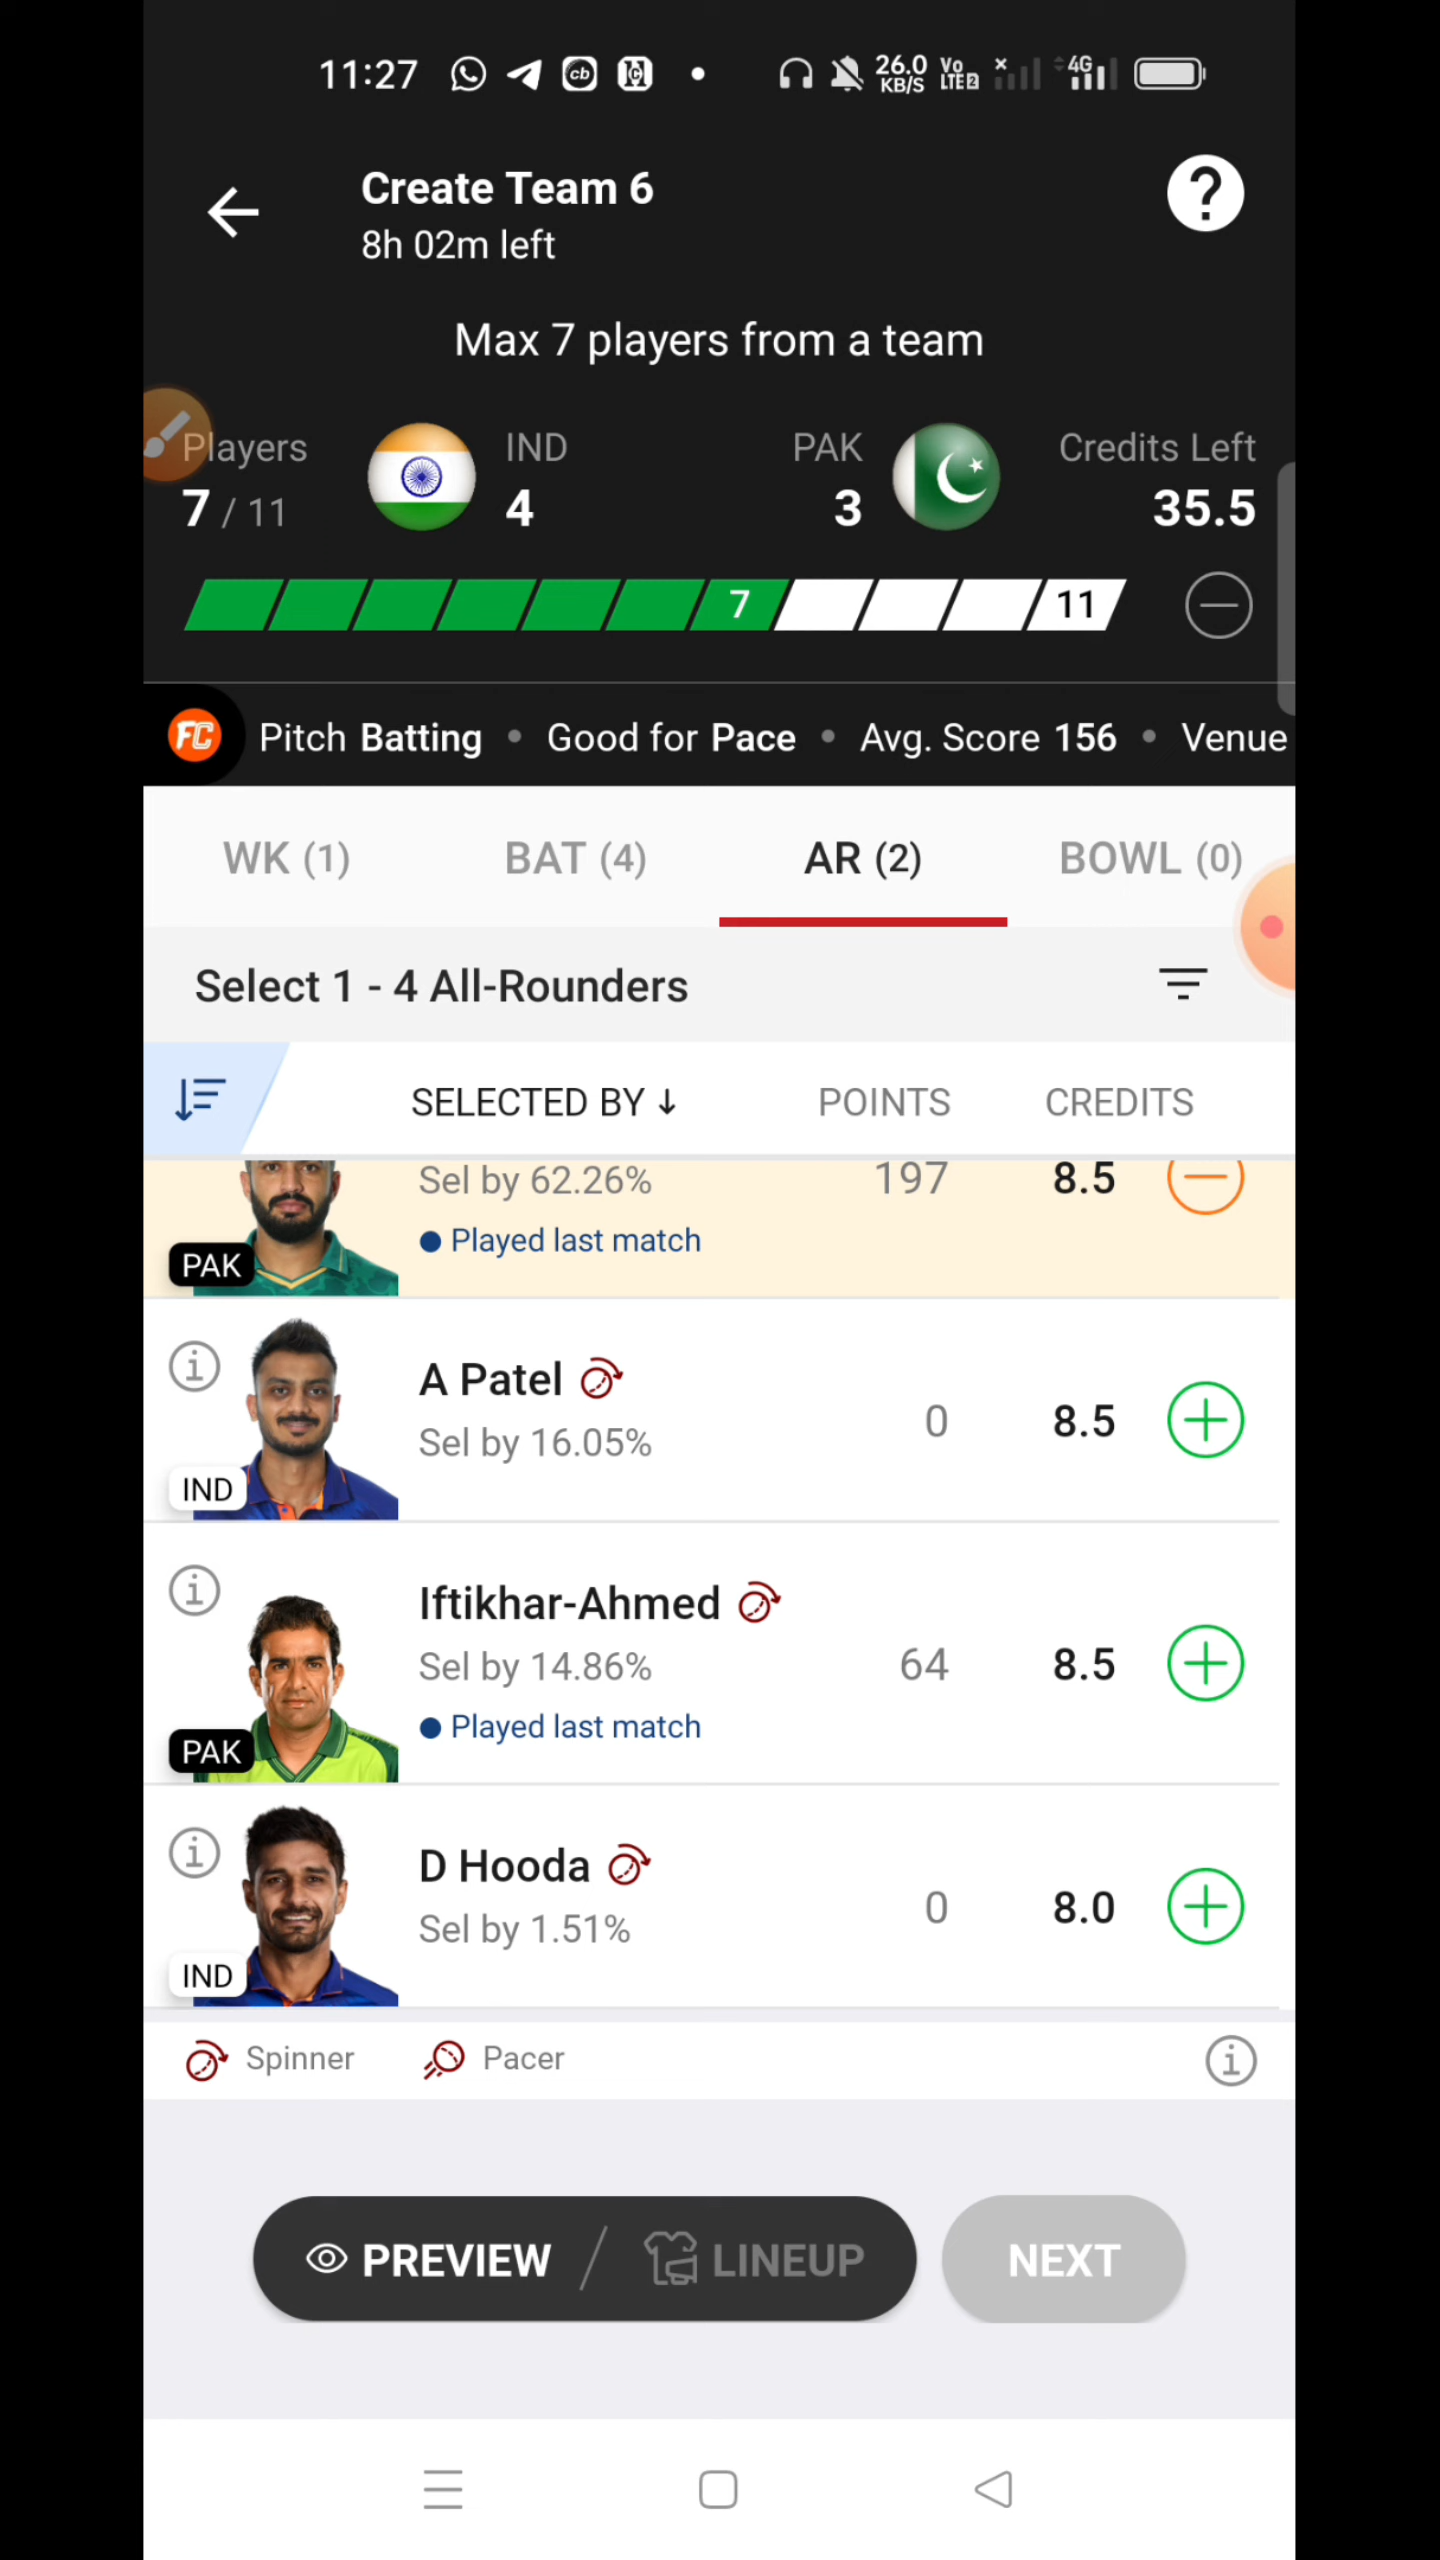 11:27
26.0 KB/S
Vo LTE2
4G
Create Team 6
8h 02m left
?
Max 7 players from a team
Players
7 / 11
IND
4
PAK
3
Credits Left
35.5
7
11
FC
Pitch Batting • Good for Pace • Avg. Score 156 • Venue
WK (1)
BAT (4)
AR (2)
BOWL (0)
Select 1 - 4 All-Rounders
SELECTED BY ↓
POINTS
CREDITS
Sel by 62.26%
197
8.5
Played last match
PAK
A Patel
Sel by 16.05%
0
8.5
IND
Iftikhar-Ahmed
Sel by 14.86%
64
8.5
Played last match
PAK
D Hooda
Sel by 1.51%
0
8.0
IND
Spinner
Pacer
PREVIEW / LINEUP
NEXT